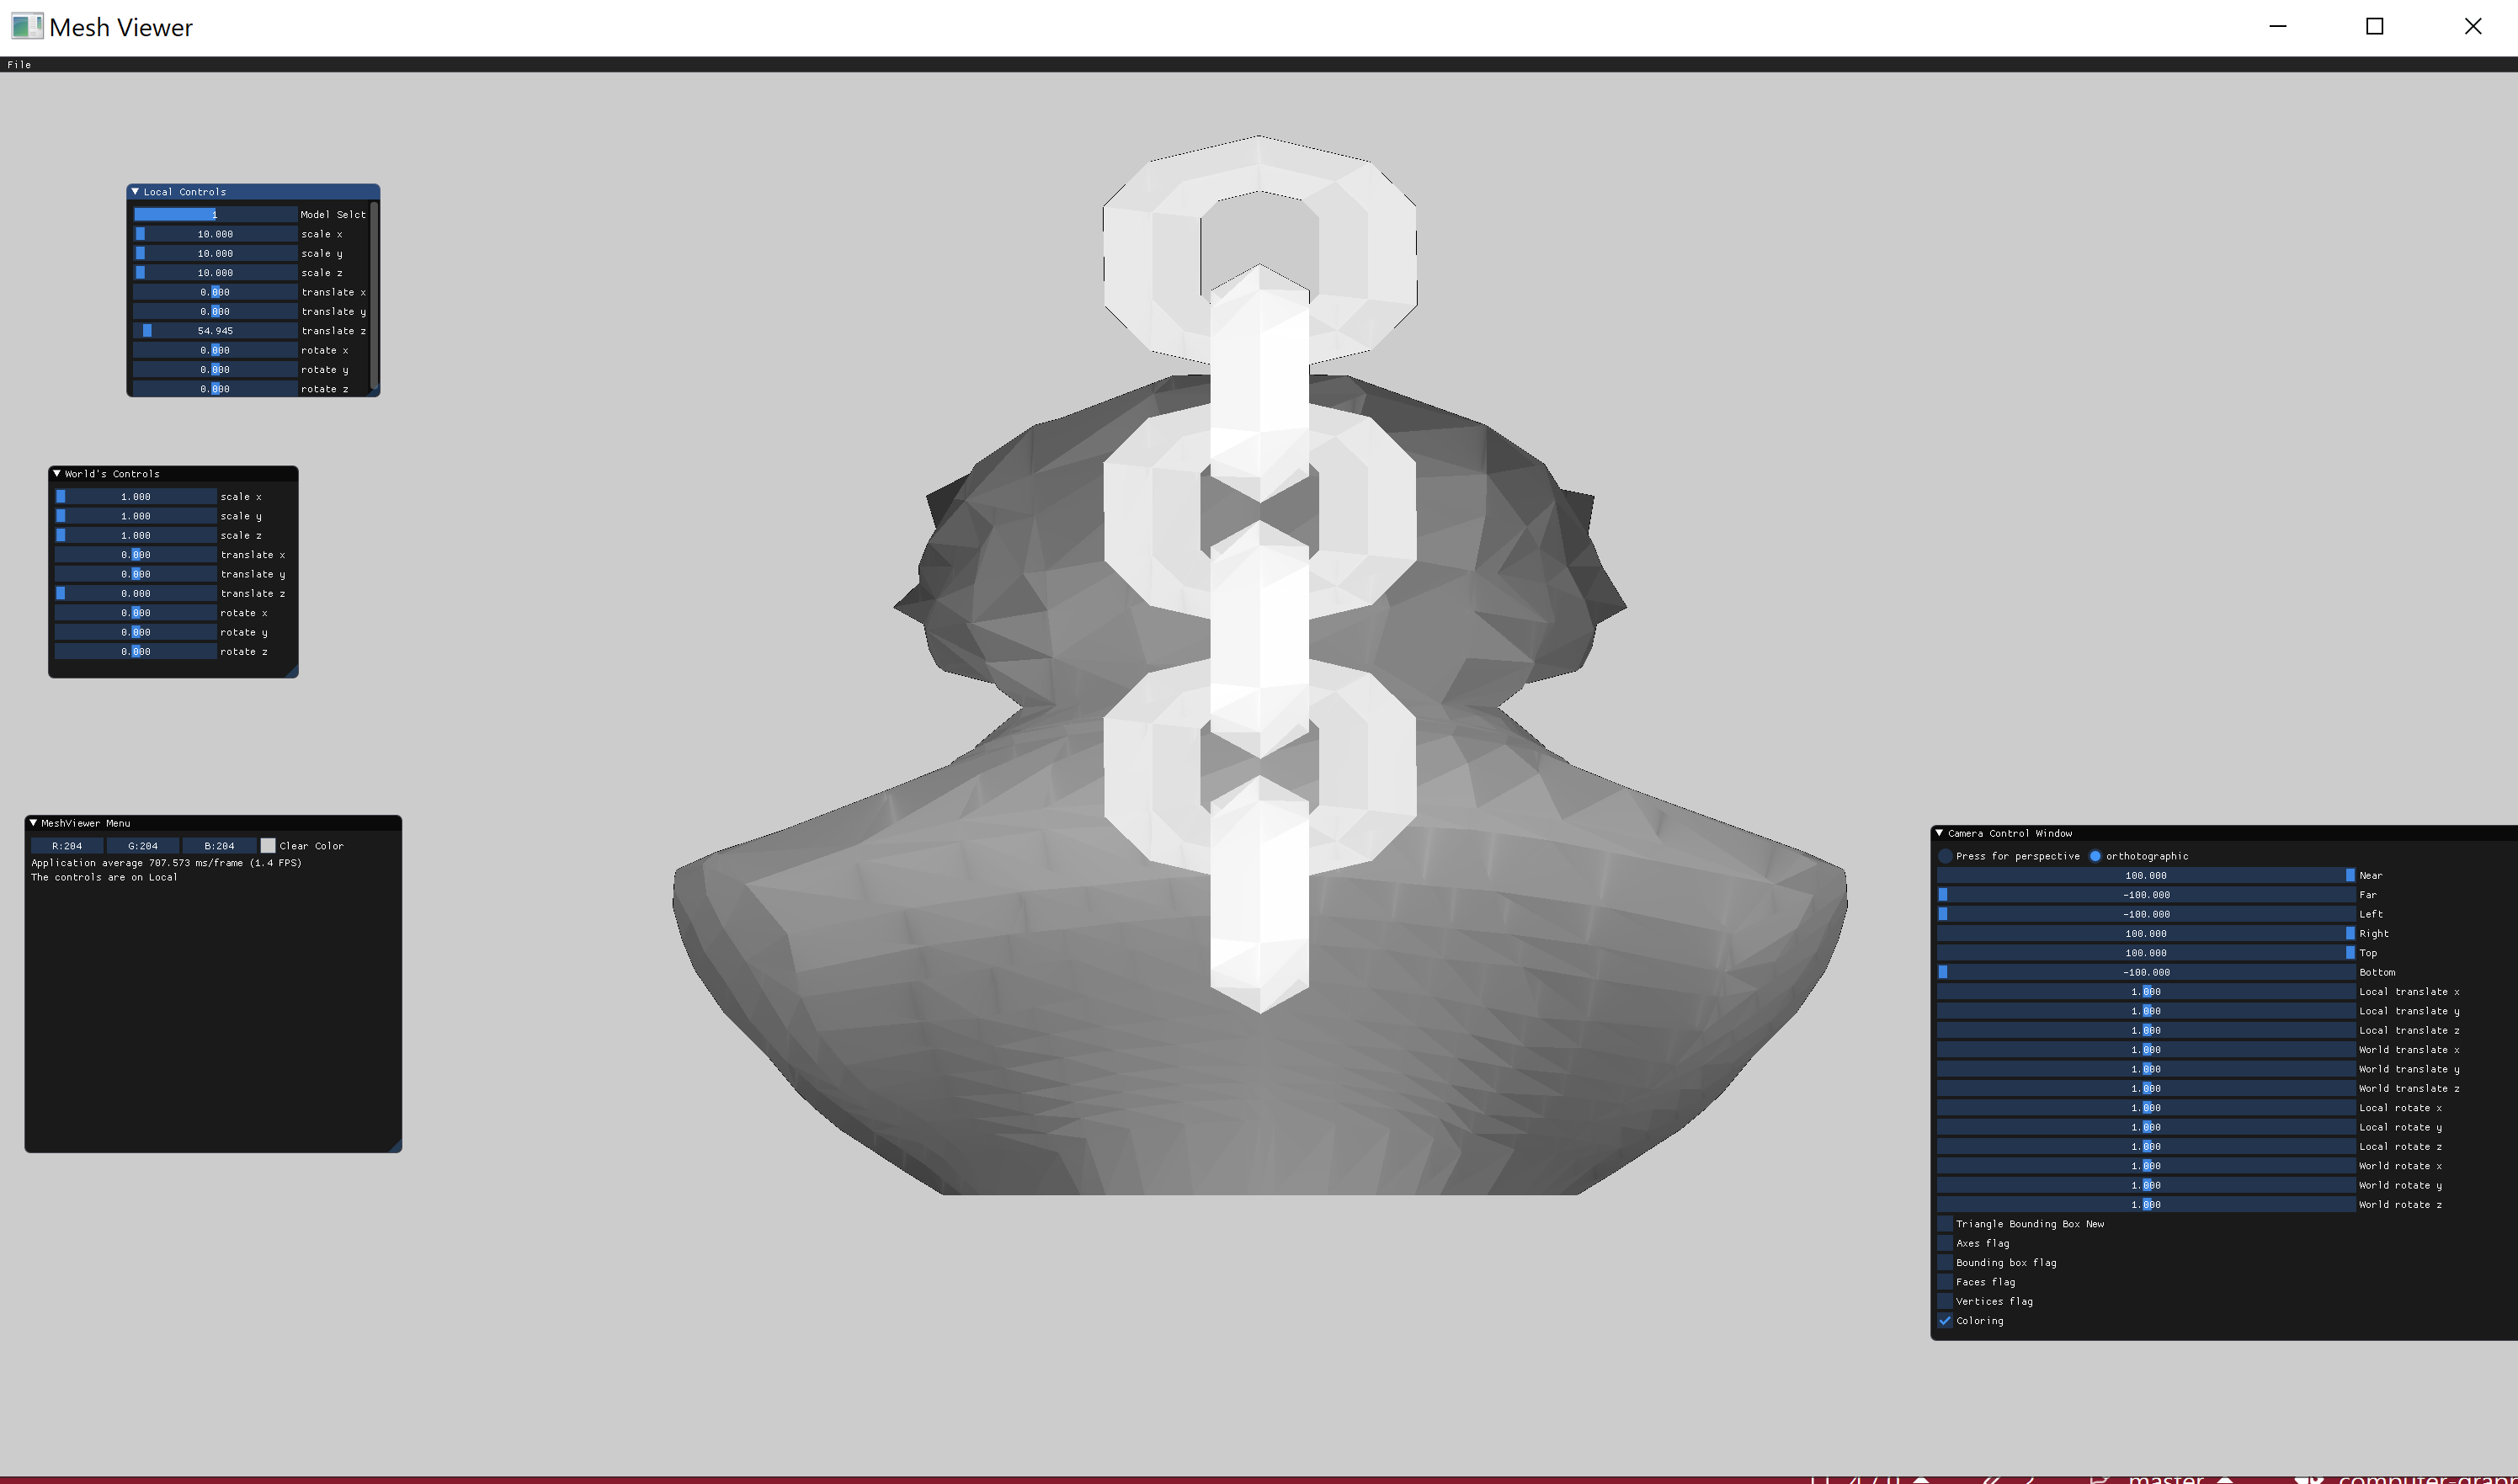 Mesh Viewer
File
Local Controls
1 Model Selct
10.000 scale x
10.000 scale y
10.000 scale z
0.000 translate x
0.000 translate y
54.945 translate z
0.000 rotate x
0.000 rotate y
0.000 rotate z
World's Controls
1.000 scale x
1.000 scale y
1.000 scale z
0.000 translate x
0.000 translate y
0.000 translate z
0.000 rotate x
0.000 rotate y
0.000 rotate z
MeshViewer Menu
R:204 G:204 B:204 Clear Color
Application average 707.573 ms/frame (1.4 FPS)
The controls are on Local
Camera Control Window
Press for perspective orthotographic
100.000 Near
-100.000 Far
-100.000 Left
100.000 Right
100.000 Top
-100.000 Bottom
1.000 Local translate x
1.000 Local translate y
1.000 Local translate z
1.000 World translate x
1.000 World translate y
1.000 World translate z
1.000 Local rotate x
1.000 Local rotate y
1.000 Local rotate z
1.000 World rotate x
1.000 World rotate y
1.000 World rotate z
Triangle Bounding Box New
Axes flag
Bounding box flag
Faces flag
Vertices flag
Coloring
master